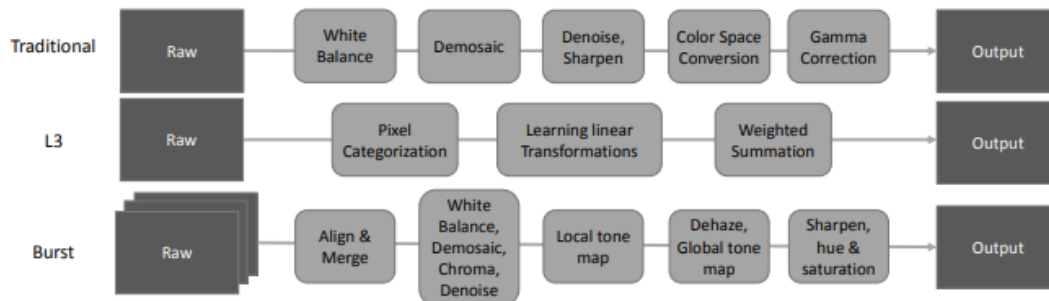 Traditional
Raw
White
Balance
Demosaic
Denoise,
Sharpen
Color Space
Conversion
Gamma
Correction
Output
L3
Raw
Pixel
Categorization
Learning linear
Transformations
Weighted
Summation
Output
Burst
Raw
Align &
Merge
White
Balance,
Demosaic,
Chroma,
Denoise
Local tone
map
Dehaze,
Global tone
map
Sharpen,
hue &
saturation
Output